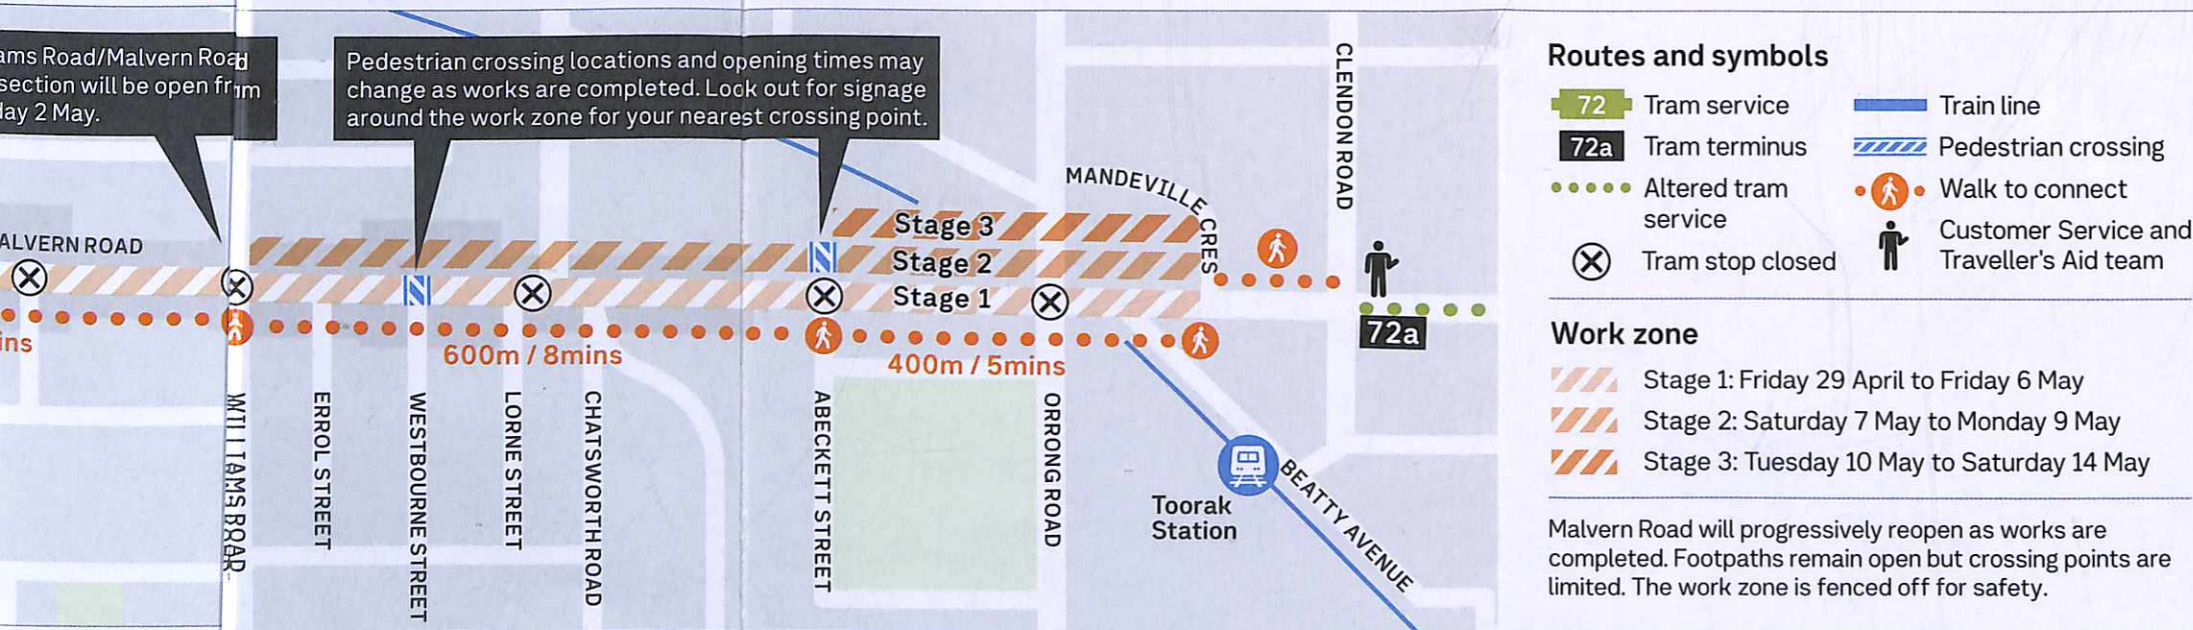 ams Road/Malvern Road
section will be open from
day 2 May.
Pedestrian crossing locations and opening times may
change as works are completed. Look out for signage
around the work zone for your nearest crossing point.
ALVERN ROAD
MANDEVILLE CRES
CLENDON ROAD
Stage 3
Stage 2
Stage 1
ins
600m / 8mins
400m / 5mins
72a
WILLIAMS ROAD
ERROL STREET
WESTBOURNE STREET
LORNE STREET
CHATSWORTH ROAD
ABECKETT STREET
ORRONG ROAD
Toorak
Station
BEATTY AVENUE
Routes and symbols
72 Tram service
Train line
72a Tram terminus
Pedestrian crossing
Altered tram
service
Walk to connect
Tram stop closed
Customer Service and
Traveller's Aid team
Work zone
Stage 1: Friday 29 April to Friday 6 May
Stage 2: Saturday 7 May to Monday 9 May
Stage 3: Tuesday 10 May to Saturday 14 May
Malvern Road will progressively reopen as works are
completed. Footpaths remain open but crossing points are
limited. The work zone is fenced off for safety.